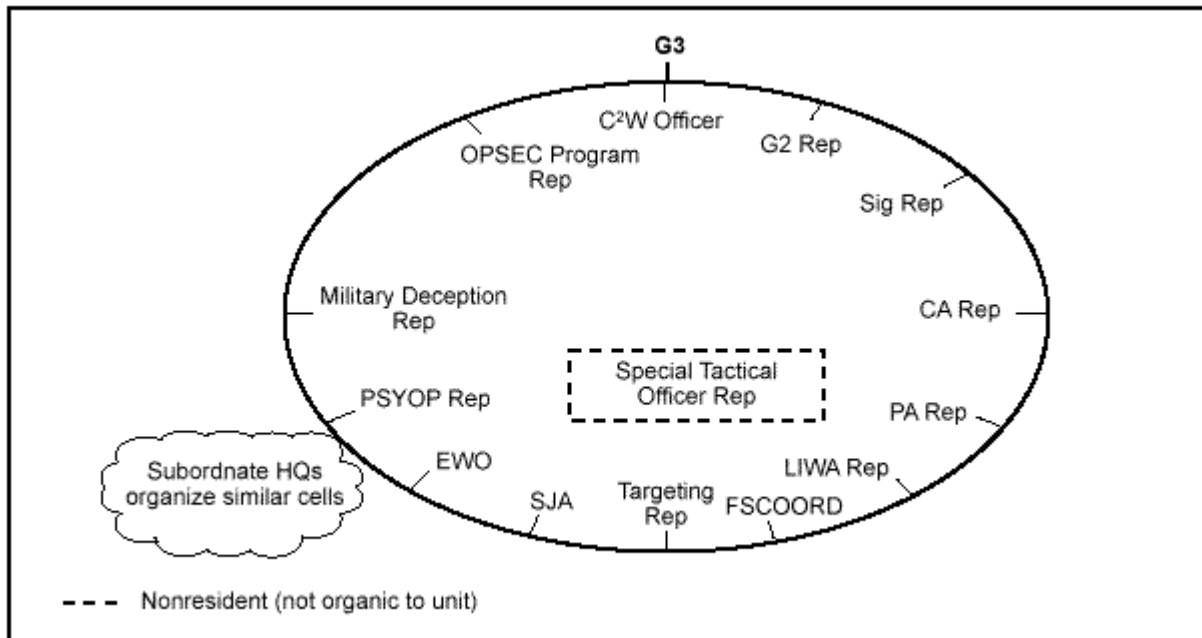 G3
C²W Officer
G2 Rep
OPSEC Program
Rep
Sig Rep
Military Deception
Rep
CA Rep
Special Tactical
Officer Rep
PSYOP Rep
PA Rep
Subordnate HQs
organize similar cells
EWO
LIWA Rep
SJA
Targeting
Rep
FSCOORD
Nonresident (not organic to unit)